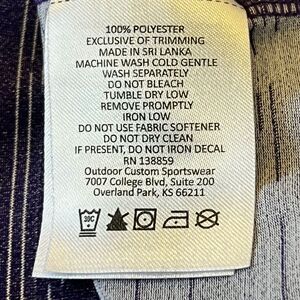 100% POLYESTER
EXCLUSIVE OF TRIMMING
MADE IN SRI LANKA
MACHINE WASH COLD GENTLE
WASH SEPARATELY
DO NOT BLEACH
TUMBLE DRY LOW
REMOVE PROMPTLY
IRON LOW
DO NOT USE FABRIC SOFTENER
DO NOT DRY CLEAN
IF PRESENT, DO NOT IRON DECAL
RN 138859
Outdoor Custom Sportswear
7007 College Blvd, Suite 200
Overland Park, KS 66211
30C